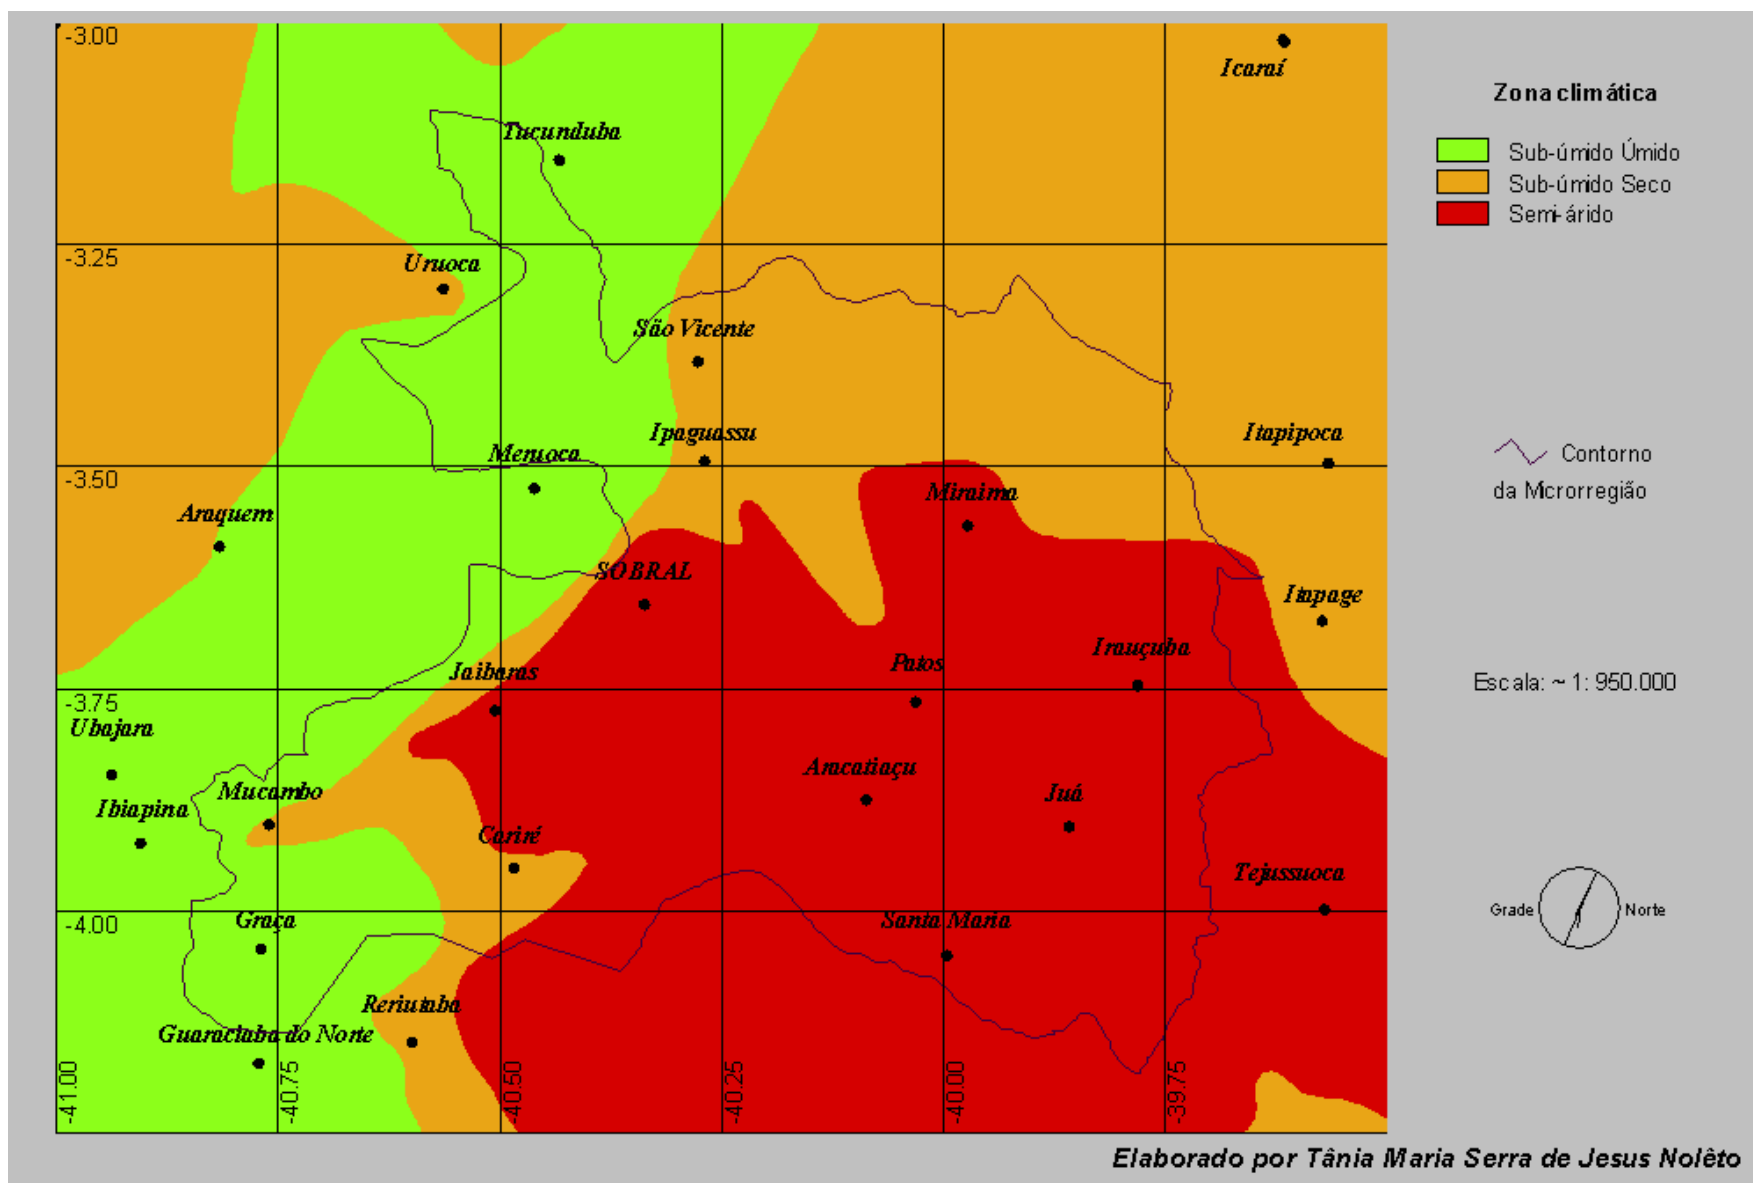 -3.00
Icaraí
Zona climática
Tucunduba
Sub-úmido Úmido
Sub-úmido Seco
Semi-árido
-3.25
Uruoca
São Vicente
Ipaguassu
Itapipoca
Meruoca
Contorno
da Microrregião
-3.50
Miraima
Araquem
SOBRAL
Itapage
Irauçuba
Patos
Jaibaras
Escala: ~ 1: 950.000
-3.75
Ubajara
Aracatiaçu
Mucambo
Juá
Ibiapina
Cariré
Tejussuoca
Grade
Norte
-4.00
Graça
Santa Maria
Reriutaba
Guaraciaba do Norte
-41.00
-40.75
-40.50
-40.25
-40.00
-39.75
Elaborado por Tânia Maria Serra de Jesus Nolêto